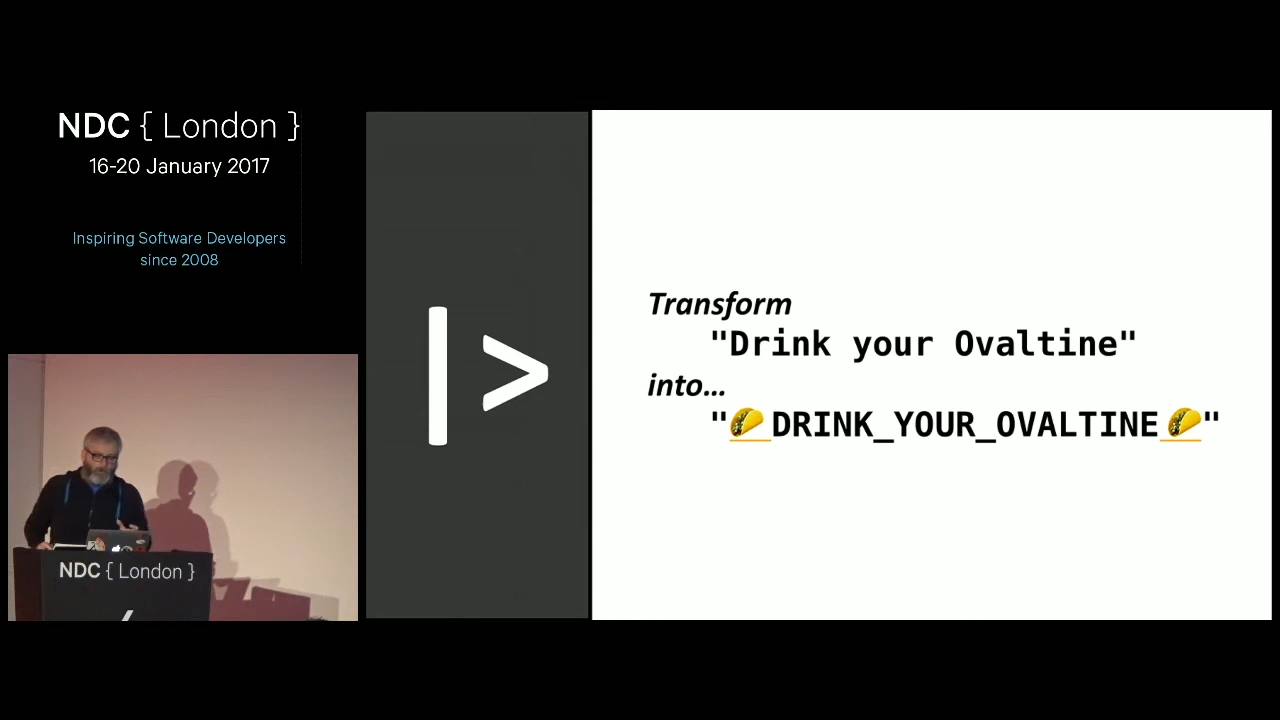 NDC { London }
16-20 January 2017
Inspiring Software Developers
since 2008
|>
Transform
"Drink your Ovaltine"
into...
"🌮DRINK_YOUR_OVALTINE🌮"
NDC { London }